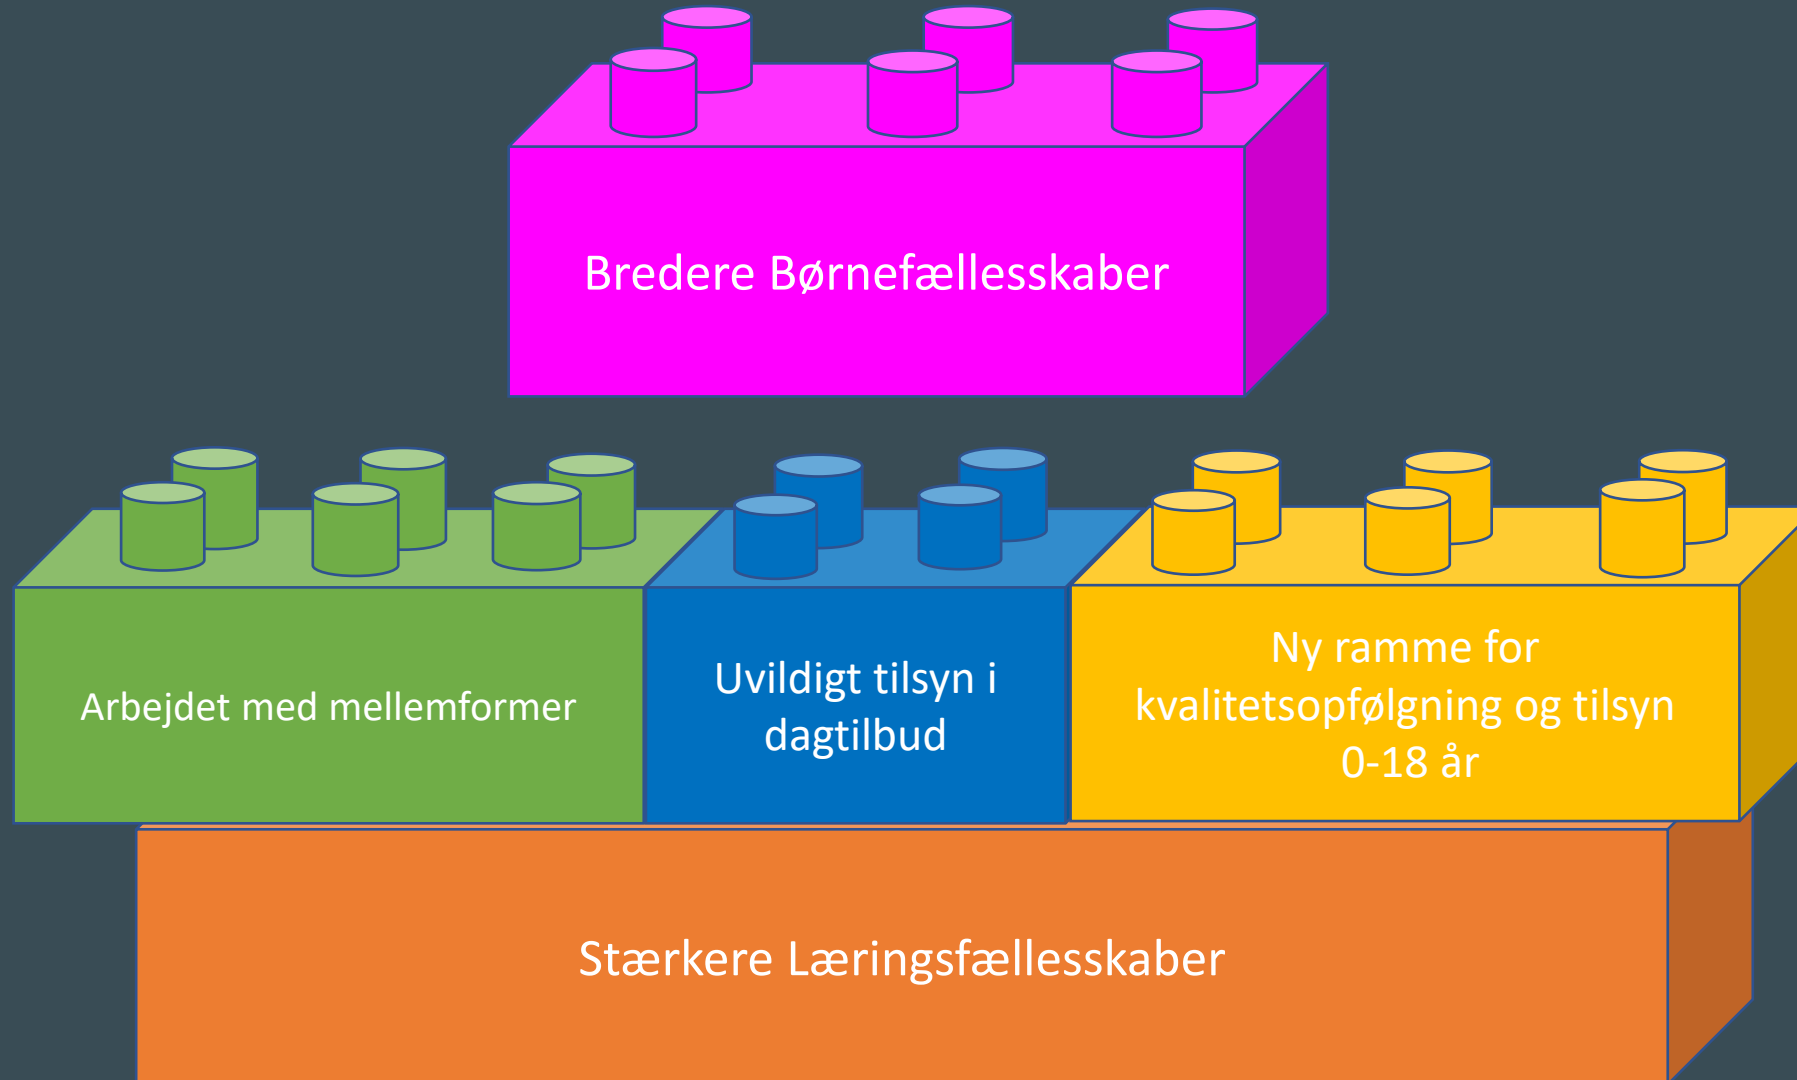 Bredere Børnefællesskaber
Arbejdet med mellemformer
Uvildigt tilsyn i
dagtilbud
Ny ramme for
kvalitetsopfølgning og tilsyn
0-18 år
Stærkere Læringsfællesskaber